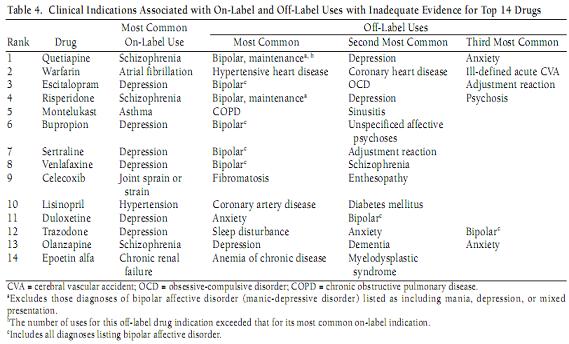 Table 4. Clinical Indications Associated with On-Label and Off-Label Uses with Inadequate Evidence for Top 14 Drugs
Most Common Off-Label Uses
Rank Drug On-Label Use Most Common Second Most Common Third Most Common
1 Quetiapine Schizophrenia Bipolar, maintenanceᵃ, ᵇ Depression Anxiety
2 Warfarin Atrial fibrillation Hypertensive heart disease Coronary heart disease Ill-defined acute CVA
3 Escitalopram Depression Bipolarᶜ OCD Adjustment reaction
4 Risperidone Schizophrenia Bipolar, maintenanceᵃ Depression Psychosis
5 Montelukast Asthma COPD Sinusitis
6 Bupropion Depression Bipolarᶜ Unspecificed affective
psychoses
7 Sertraline Depression Bipolarᶜ Adjustment reaction
8 Venlafaxine Depression Bipolarᶜ Schizophrenia
9 Celecoxib Joint sprain or Fibromatosis Enthesopathy
strain
10 Lisinopril Hypertension Coronary artery disease Diabetes mellitus
11 Duloxetine Depression Anxiety Bipolarᶜ
12 Trazodone Depression Sleep disturbance Anxiety Bipolarᶜ
13 Olanzapine Schizophrenia Depression Dementia Anxiety
14 Epoetin alfa Chronic renal Anemia of chronic disease Myelodysplastic
failure syndrome
CVA = cerebral vascular accident; OCD = obsessive-compulsive disorder; COPD = chronic obstructive pulmonary disease.
ᵃExcludes those diagnoses of bipolar affective disorder (manic-depressive disorder) listed as including mania, depression, or mixed
presentation.
ᵇThe number of uses for this off-label drug indication exceeded that for its most common on-label indication.
ᶜIncludes all diagnoses listing bipolar affective disorder.